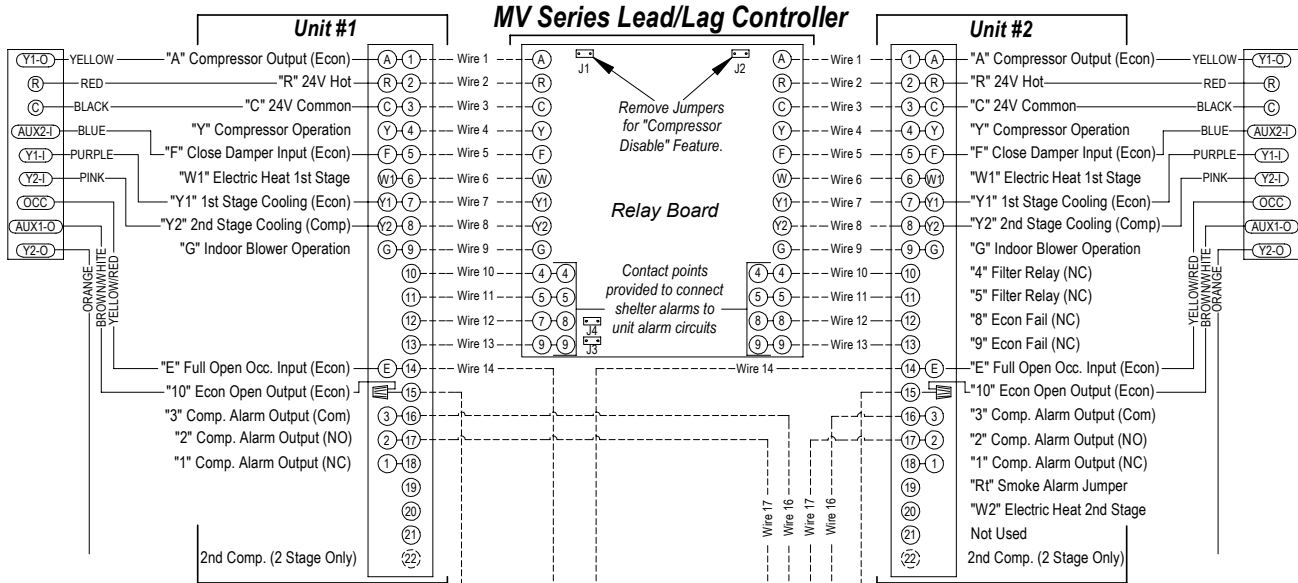 MV Series Lead/Lag Controller
Unit #1
Unit #2
Y1-O YELLOW "A" Compressor Output (Econ) A 1 Wire 1 A J1 J2 A Wire 1 1 A "A" Compressor Output (Econ) YELLOW Y1-O
R RED "R" 24V Hot R 2 Wire 2 R R Wire 2 2 R "R" 24V Hot RED R
C BLACK "C" 24V Common C 3 Wire 3 C C Wire 3 3 C "C" 24V Common BLACK C
AUX2-I BLUE "Y" Compressor Operation Y 4 Wire 4 Y Y Wire 4 4 Y "Y" Compressor Operation BLUE AUX2-I
Y1-I PURPLE "F" Close Damper Input (Econ) F 5 Wire 5 F F Wire 5 5 F "F" Close Damper Input (Econ) PURPLE Y1-I
Y2-I PINK "W1" Electric Heat 1st Stage W1 6 Wire 6 W W Wire 6 6 W1 "W1" Electric Heat 1st Stage PINK Y2-I
OCC "Y1" 1st Stage Cooling (Econ) Y1 7 Wire 7 Y1 Y1 Wire 7 7 Y1 "Y1" 1st Stage Cooling (Econ) OCC
AUX1-O "Y2" 2nd Stage Cooling (Comp) Y2 8 Wire 8 Y2 Y2 Wire 8 8 Y2 "Y2" 2nd Stage Cooling (Comp) AUX1-O
Y2-O "G" Indoor Blower Operation G 9 Wire 9 G G Wire 9 9 G "G" Indoor Blower Operation Y2-O
Remove Jumpers
for "Compressor
Disable" Feature.
Relay Board
Contact points
provided to connect
shelter alarms to
unit alarm circuits
10 Wire 10 4 4 4 4 Wire 10 10 "4" Filter Relay (NC)
11 Wire 11 5 5 5 5 Wire 11 11 "5" Filter Relay (NC)
12 Wire 12 7 8 J4 8 8 Wire 12 12 "8" Econ Fail (NC)
13 Wire 13 9 9 J3 9 9 Wire 13 13 "9" Econ Fail (NC)
ORANGE
BROWN/WHITE
YELLOW/RED
YELLOW/RED
BROWN/WHITE
ORANGE
"E" Full Open Occ. Input (Econ) E 14 Wire 14 Wire 14 14 E "E" Full Open Occ. Input (Econ)
"10" Econ Open Output (Econ) 15 15 "10" Econ Open Output (Econ)
"3" Comp. Alarm Output (Com) 3 16 16 3 "3" Comp. Alarm Output (Com)
"2" Comp. Alarm Output (NO) 2 17 17 2 "2" Comp. Alarm Output (NO)
"1" Comp. Alarm Output (NC) 1 18 18 1 "1" Comp. Alarm Output (NC)
19 19 "Rt" Smoke Alarm Jumper
20 20 "W2" Electric Heat 2nd Stage
21 21 Not Used
2nd Comp. (2 Stage Only) 22 22 2nd Comp. (2 Stage Only)
Wire 17
Wire 16
Wire 17
Wire 16